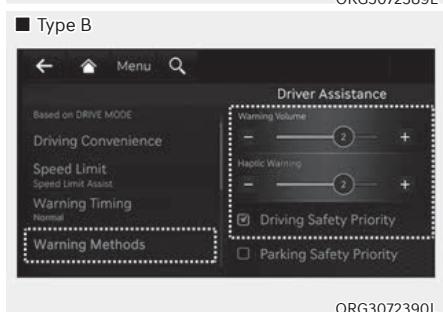 ORG3072389L
■ Type B
Menu
Driver Assistance
Based on DRIVE MODE
Driving Convenience
Speed Limit
Speed Limit Assist
Warning Timing
Normal
Warning Methods
Warning Volume
- 2 +
Haptic Warning
- 2 +
Driving Safety Priority
Parking Safety Priority
ORG3072390L